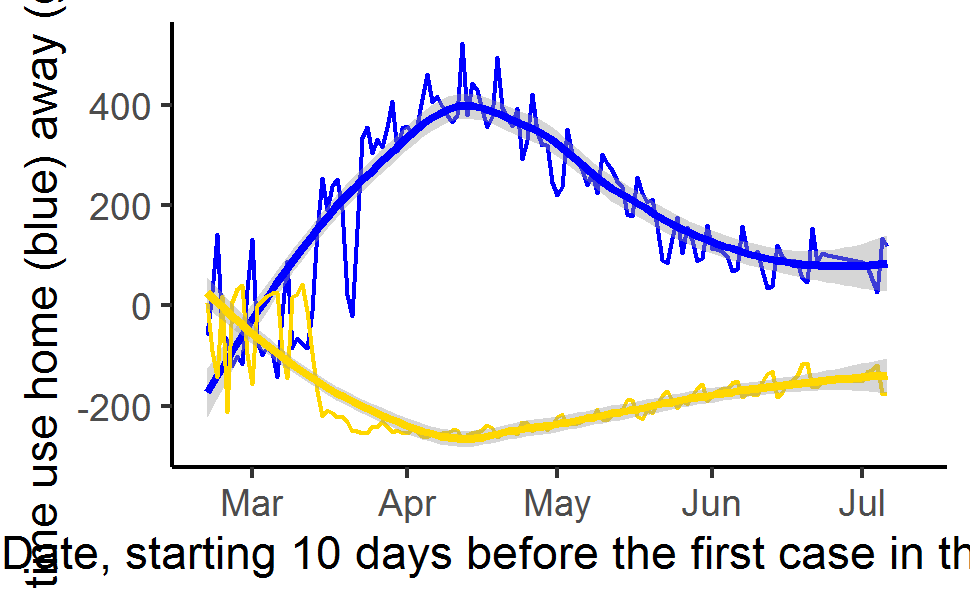 time use home (blue) away (
400
200
0
-200
Mar Apr May Jun Jul
Date, starting 10 days before the first case in th